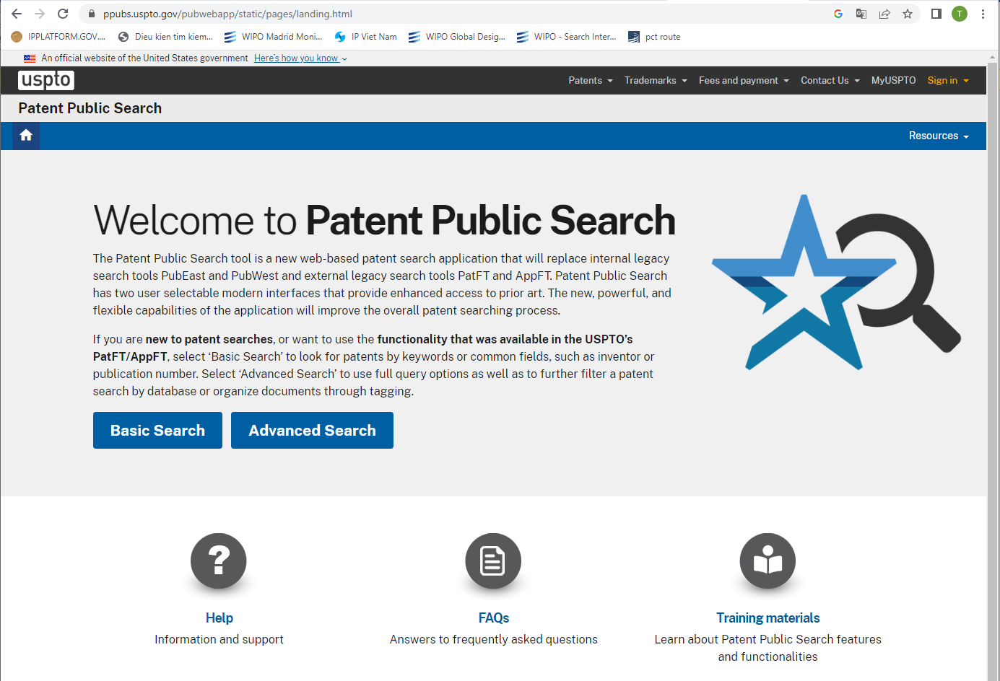 ppubs.uspto.gov/pubwebapp/static/pages/landing.html
T
IPPLATFORM.GOV....
Dieu kien tim kiem...
WIPO Madrid Moni...
IP Viet Nam
WIPO Global Desig...
WIPO - Search Inter...
pct route
An official website of the United States government Here's how you know
uspto
Patents
Trademarks
Fees and payment
Contact Us
MyUSPTO
Sign in
Patent Public Search
Resources
Welcome to Patent Public Search
The Patent Public Search tool is a new web-based patent search application that will replace internal legacy
search tools PubEast and PubWest and external legacy search tools PatFT and AppFT. Patent Public Search
has two user selectable modern interfaces that provide enhanced access to prior art. The new, powerful, and
flexible capabilities of the application will improve the overall patent searching process.
If you are new to patent searches, or want to use the functionality that was available in the USPTO's
PatFT/AppFT, select 'Basic Search' to look for patents by keywords or common fields, such as inventor or
publication number. Select 'Advanced Search' to use full query options as well as to further filter a patent
search by database or organize documents through tagging.
Basic Search
Advanced Search
?
Help
Information and support
FAQs
Answers to frequently asked questions
Training materials
Learn about Patent Public Search features
and functionalities